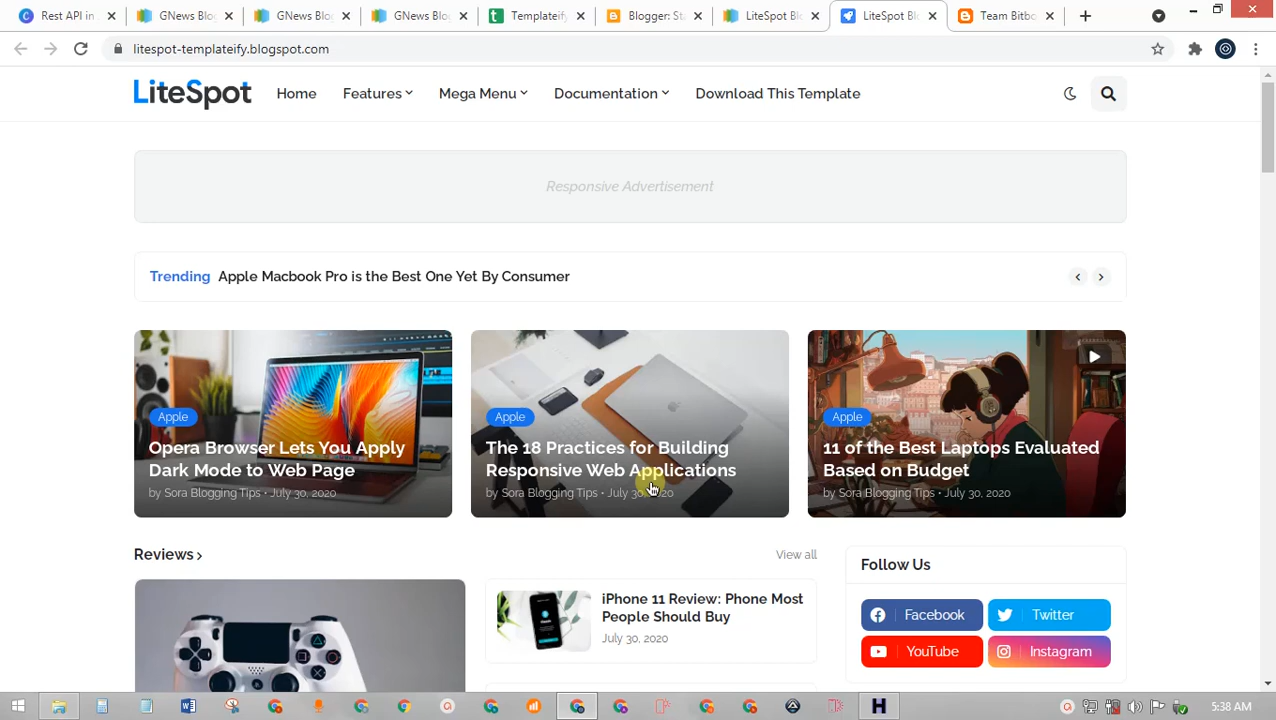 Rest API in
GNews Blo
GNews Blo
GNews Blo
Templateify
Blogger: St
LiteSpot Bl
LiteSpot Bl
Team Bitbo
litespot-templateify.blogspot.com
LiteSpot
Home
Features
Mega Menu
Documentation
Download This Template
Responsive Advertisement
Trending Apple Macbook Pro is the Best One Yet By Consumer
Apple
Opera Browser Lets You Apply
Dark Mode to Web Page
by Sora Blogging Tips • July 30, 2020
Apple
The 18 Practices for Building
Responsive Web Applications
by Sora Blogging Tips • July 30, 2020
Apple
11 of the Best Laptops Evaluated
Based on Budget
by Sora Blogging Tips • July 30, 2020
Reviews
View all
iPhone 11 Review: Phone Most
People Should Buy
July 30, 2020
Follow Us
Facebook
Twitter
YouTube
Instagram
5:38 AM